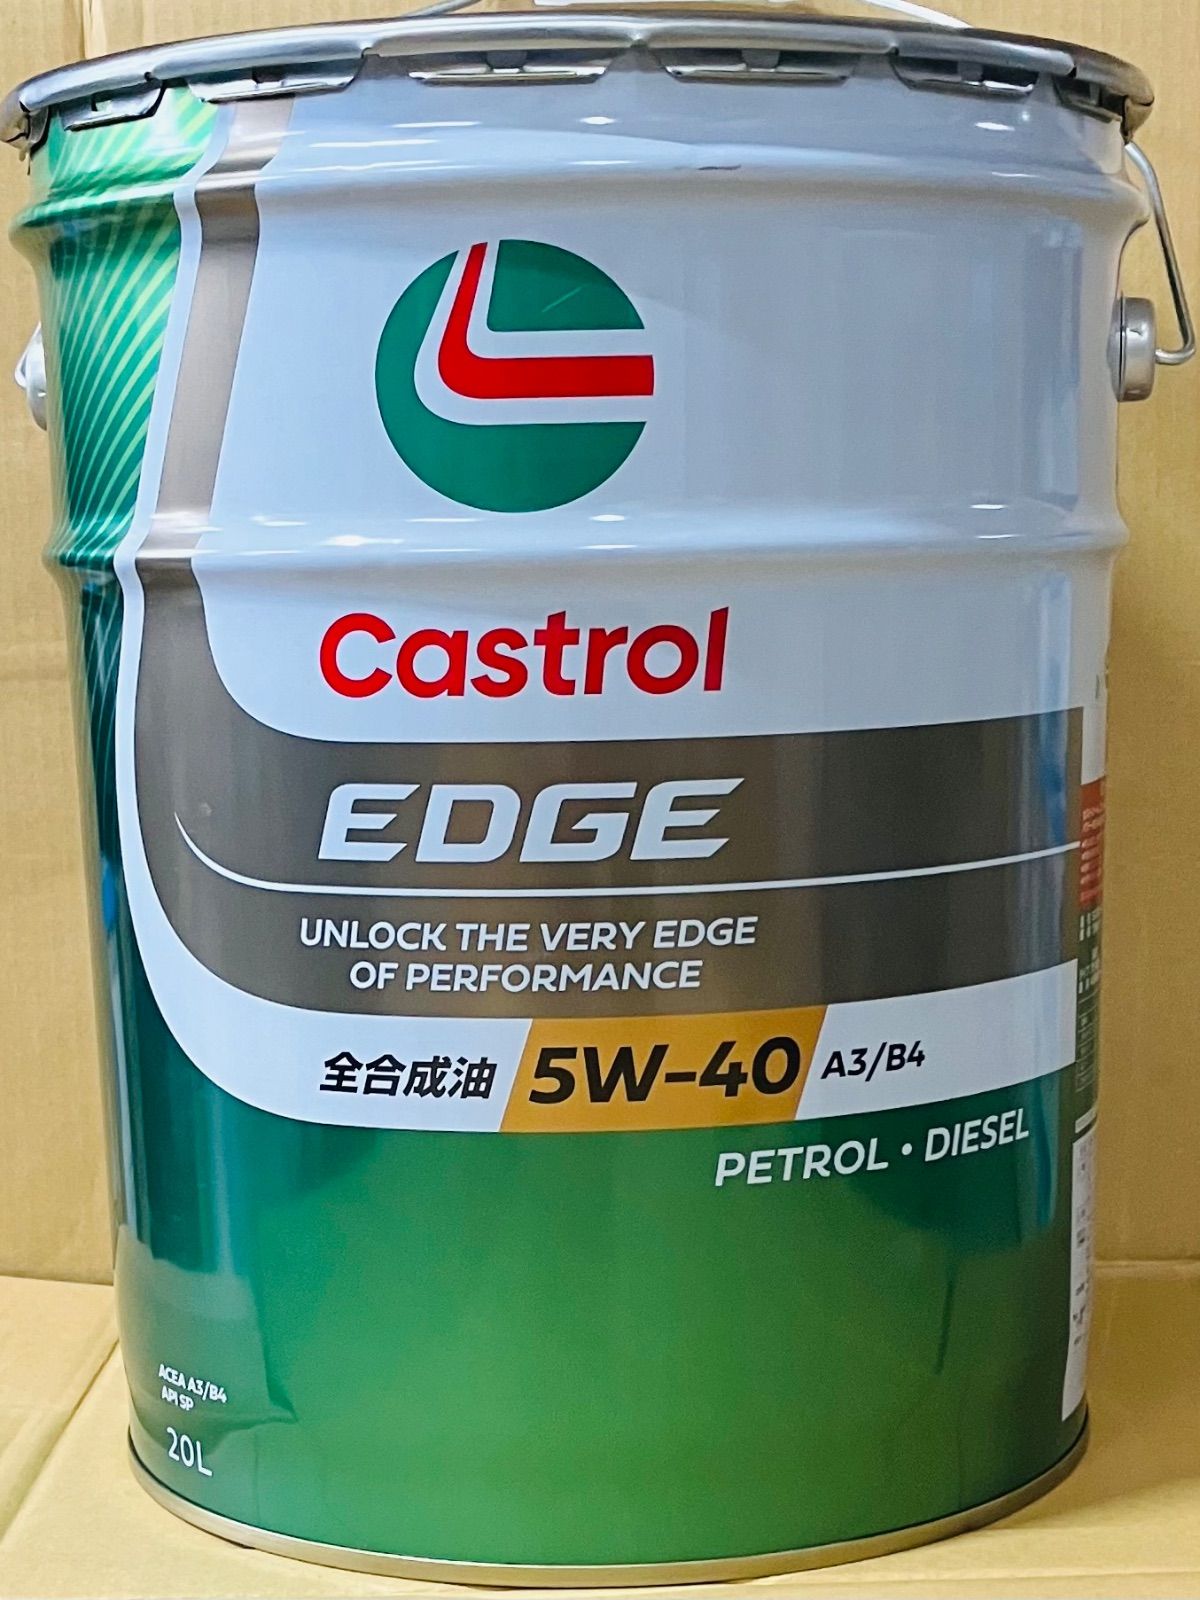 Castrol
EDGE
UNLOCK THE VERY EDGE
OF PERFORMANCE
全合成油 5W-40 A3/B4
PETROL • DIESEL
ACEA A3/B4
API SP
20L